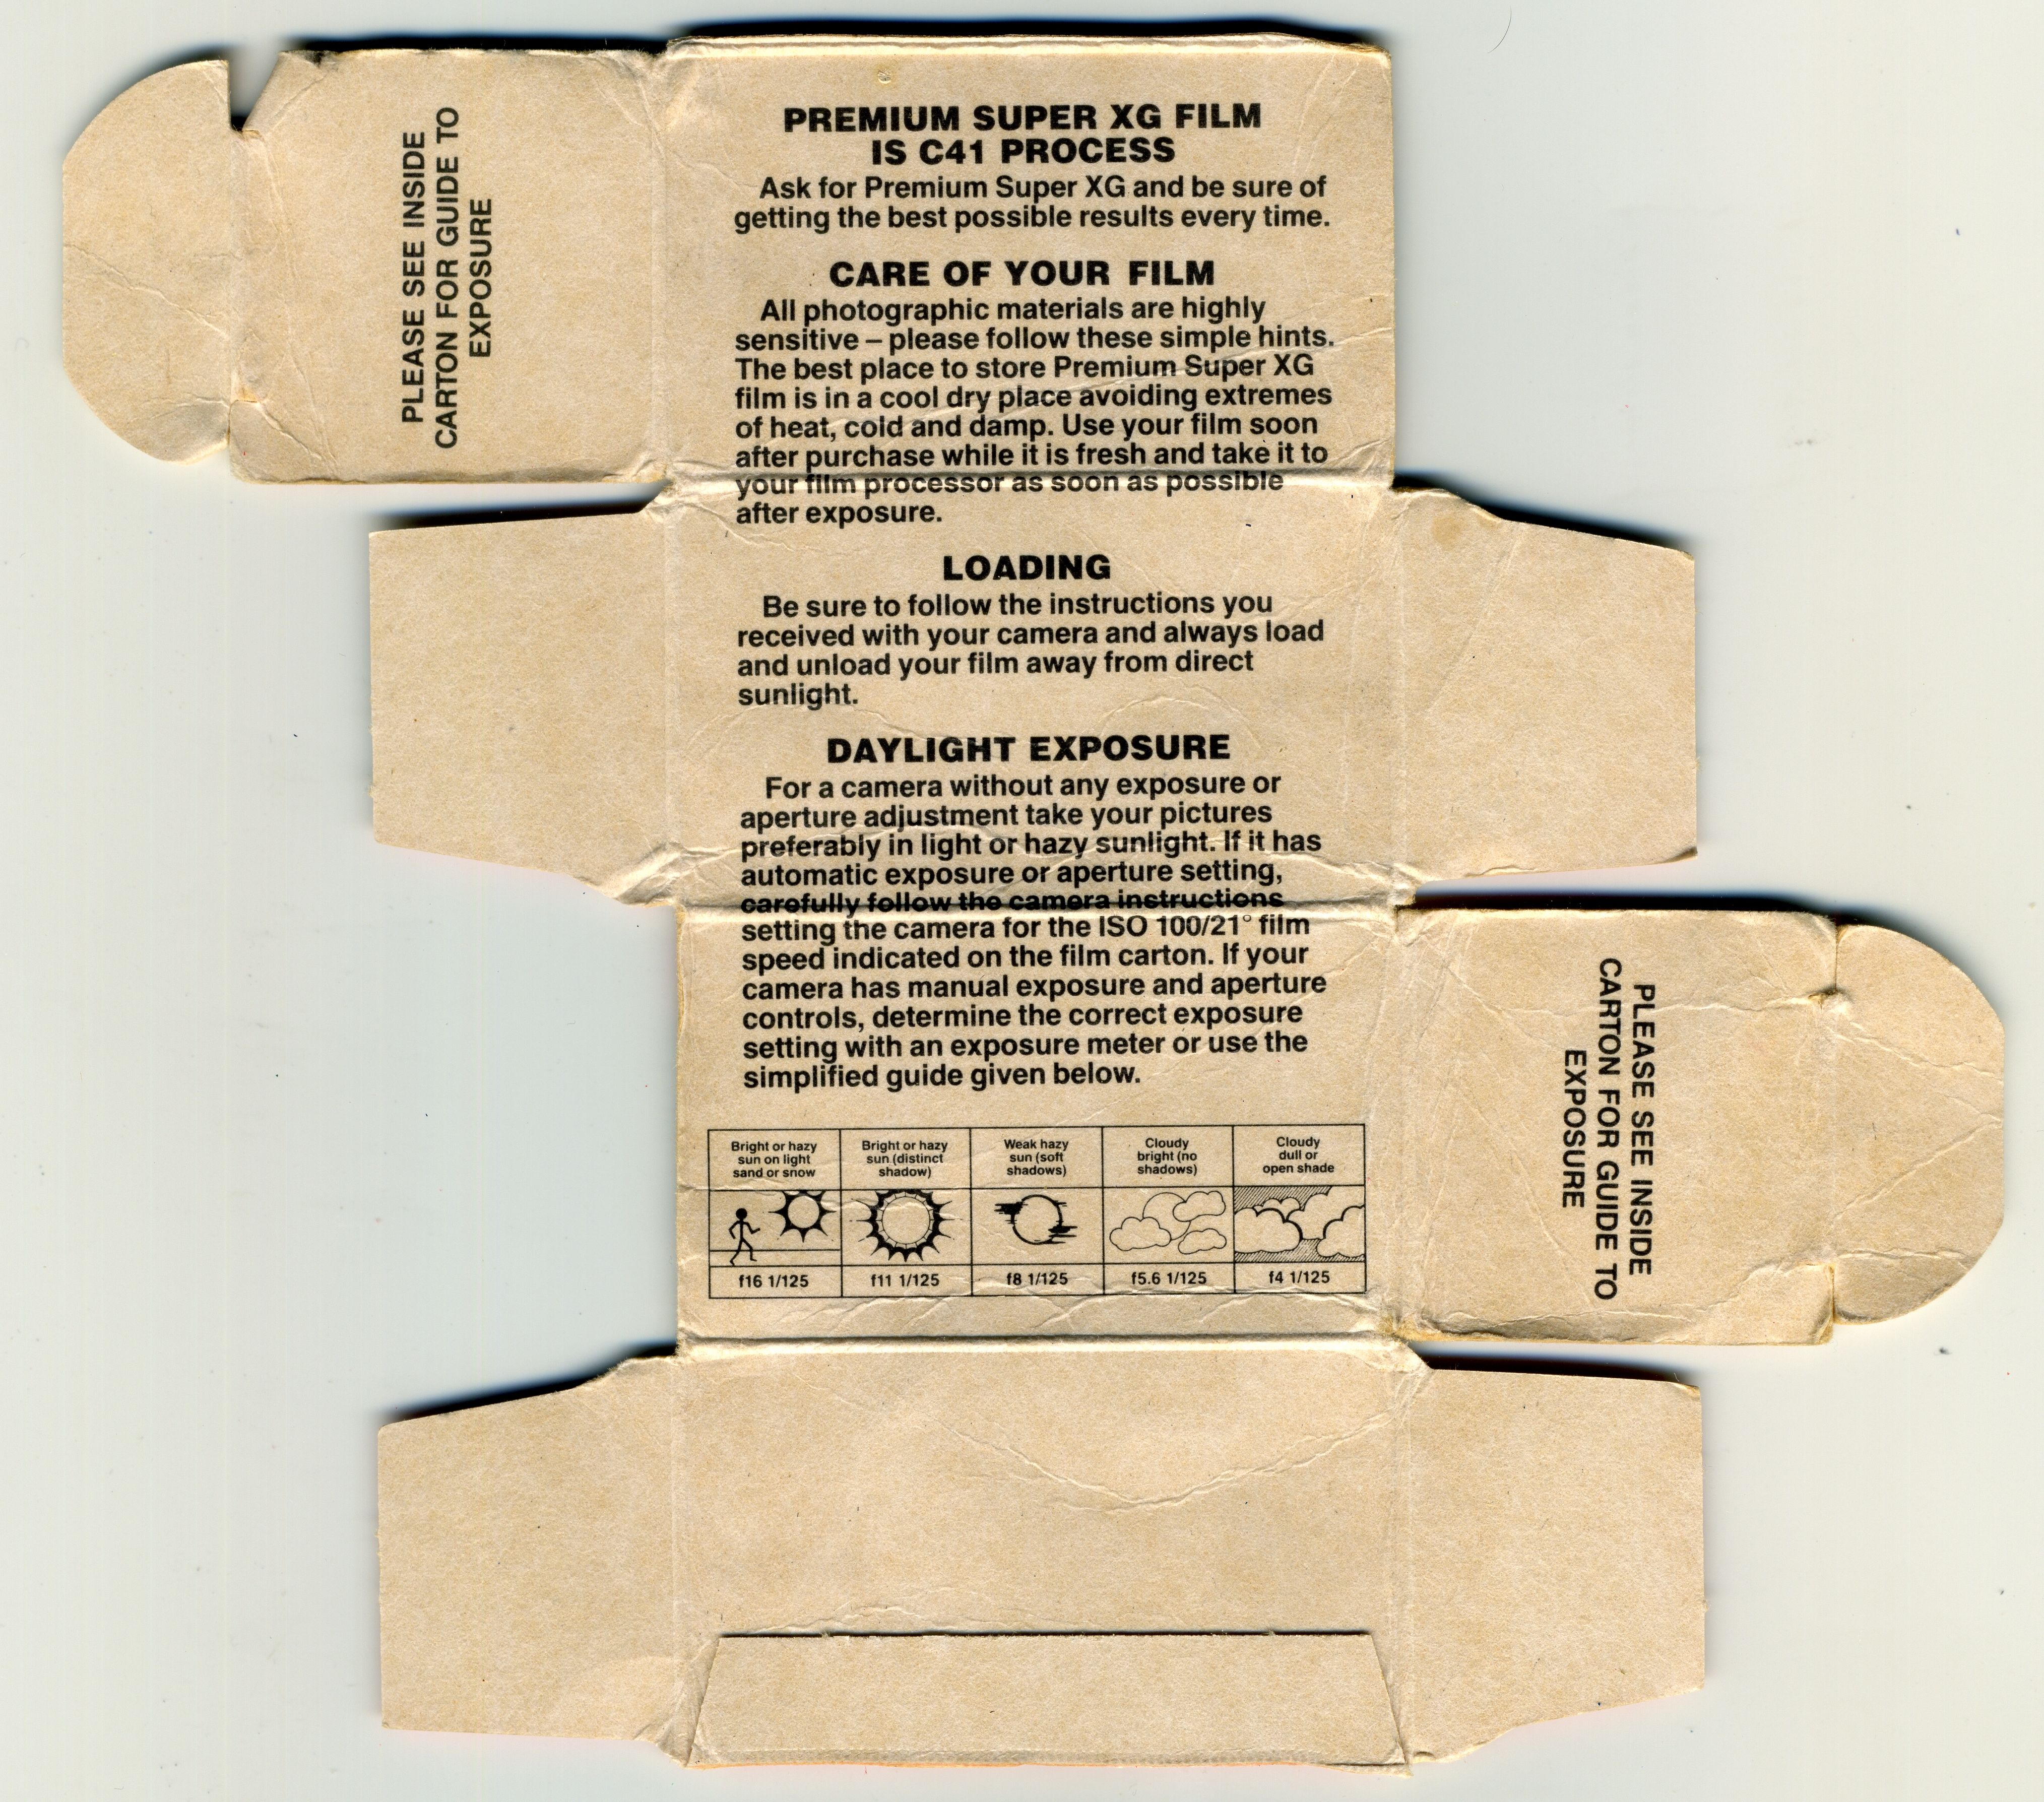 PLEASE SEE INSIDE
CARTON FOR GUIDE TO
EXPOSURE
PREMIUM SUPER XG FILM
IS C41 PROCESS
Ask for Premium Super XG and be sure of
getting the best possible results every time.
CARE OF YOUR FILM
All photographic materials are highly
sensitive – please follow these simple hints.
The best place to store Premium Super XG
film is in a cool dry place avoiding extremes
of heat, cold and damp. Use your film soon
after purchase while it is fresh and take it to
your film processor as soon as possible
after exposure.
LOADING
Be sure to follow the instructions you
received with your camera and always load
and unload your film away from direct
sunlight.
DAYLIGHT EXPOSURE
For a camera without any exposure or
aperture adjustment take your pictures
preferably in light or hazy sunlight. If it has
automatic exposure or aperture setting,
carefully follow the camera instructions
setting the camera for the ISO 100/21° film
speed indicated on the film carton. If your
camera has manual exposure and aperture
controls, determine the correct exposure
setting with an exposure meter or use the
simplified guide given below.
Bright or hazy
sun on light
sand or snow
Bright or hazy
sun (distinct
shadow)
Weak hazy
sun (soft
shadows)
Cloudy
bright (no
shadows)
Cloudy
dull or
open shade
f16 1/125
f11 1/125
f8 1/125
f5.6 1/125
f4 1/125
PLEASE SEE INSIDE
CARTON FOR GUIDE TO
EXPOSURE